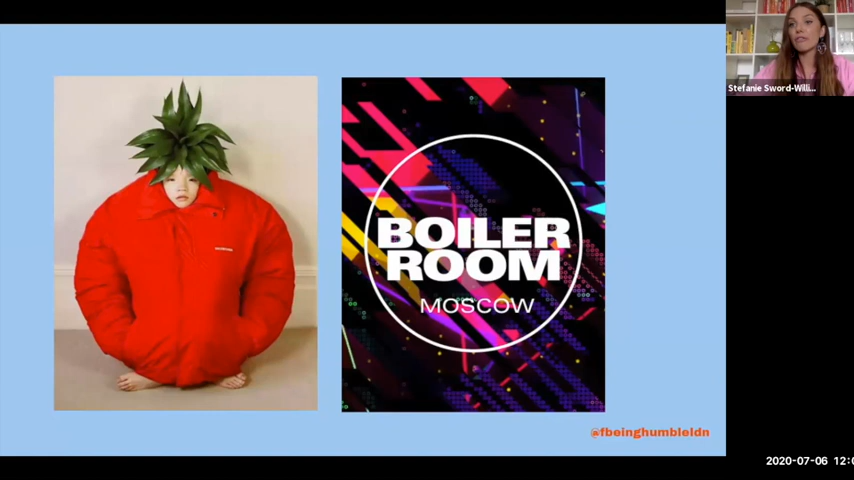 Stefanie Sword-Willi...
BOILER
ROOM
MOSCOW
@fbeinghumbleldn
2020-07-06 12:0